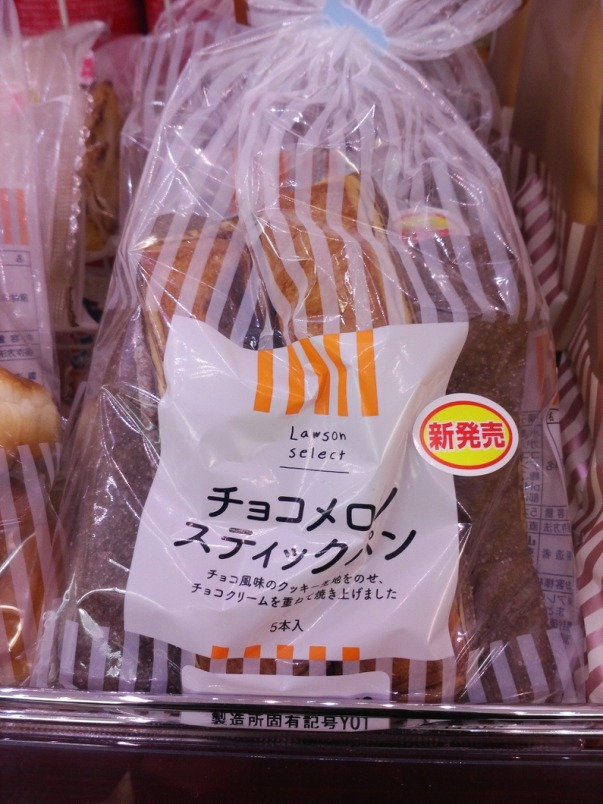 Lawson
select
チョコメロン
スティックパン
チョコ風味のクッキー生地をのせ、
チョコクリームを重ねて焼き上げました
5本入
新発売
製造所固有記号Y01